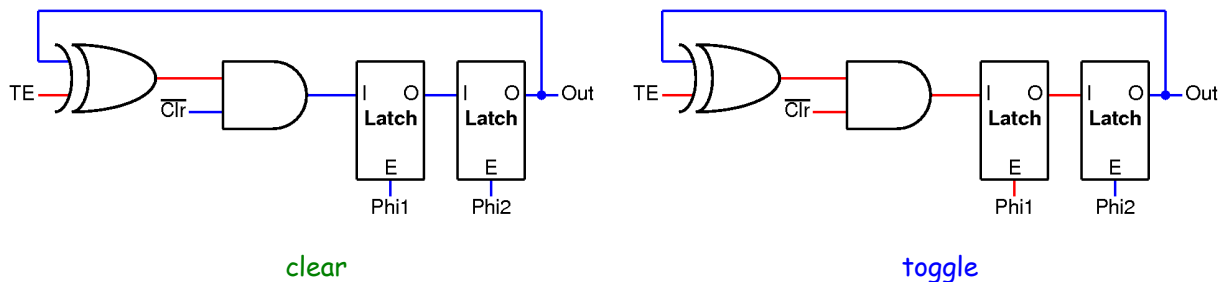 TE
Clr
I O
Latch
E
Phi1
I O
Latch
E
Phi2
Out
clear
TE
Clr
I O
Latch
E
Phi1
I O
Latch
E
Phi2
Out
toggle